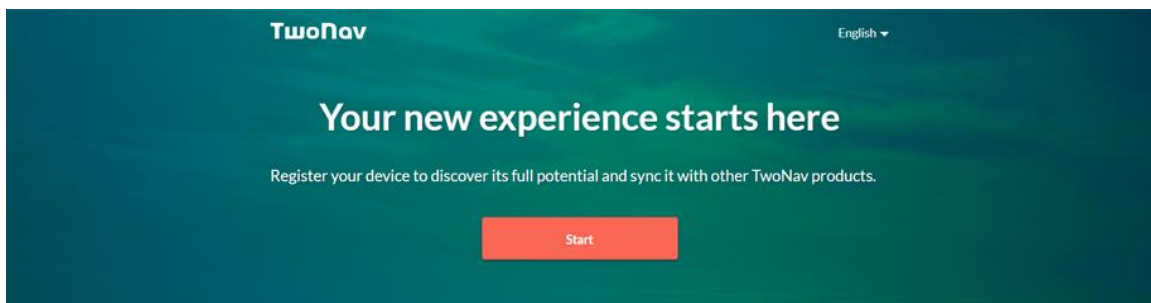 TwoNav
English
Your new experience starts here
Register your device to discover its full potential and sync it with other TwoNav products.
Start